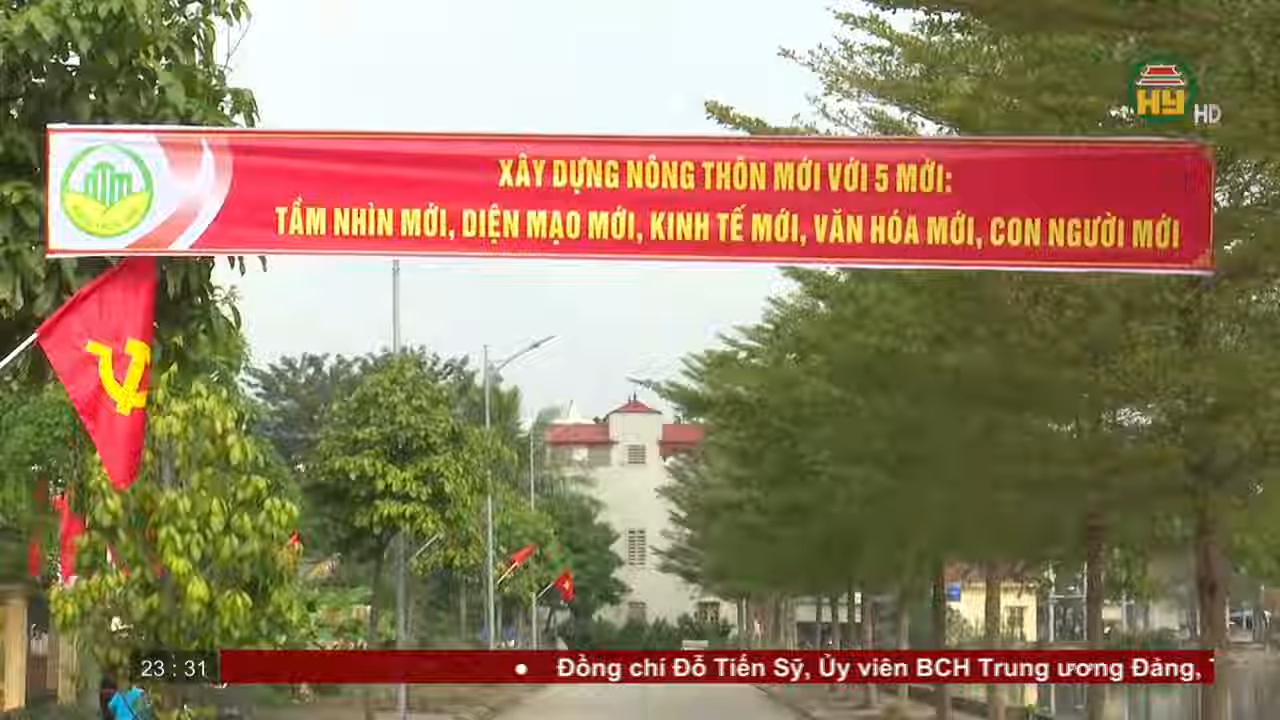 HY HD
XÂY DỰNG NÔNG THÔN MỚI VỚI 5 MỚI:
TẦM NHÌN MỚI, DIỆN MẠO MỚI, KINH TẾ MỚI, VĂN HÓA MỚI, CON NGƯỜI MỚI
23 : 31
• Đồng chí Đỗ Tiến Sỹ, Ủy viên BCH Trung ương Đảng,